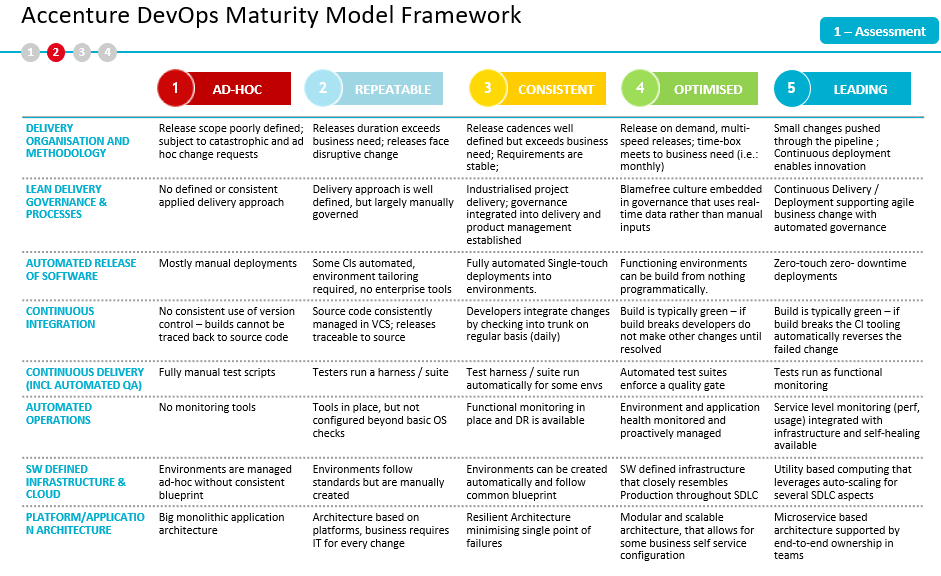 Accenture DevOps Maturity Model Framework
1 – Assessment
1 2 3 4
1 AD-HOC 2 REPEATABLE 3 CONSISTENT 4 OPTIMISED 5 LEADING
DELIVERY
ORGANISATION AND
METHODOLOGY
Release scope poorly defined;
subject to catastrophic and ad
hoc change requests
Releases duration exceeds
business need; releases face
disruptive change
Release cadences well
defined but exceeds business
need; Requirements are
stable;
Release on demand, multi-
speed releases; time-box
meets to business need (i.e.:
monthly)
Small changes pushed
through the pipeline ;
Continuous deployment
enables innovation
LEAN DELIVERY
GOVERNANCE &
PROCESSES
No defined or consistent
applied delivery approach
Delivery approach is well
defined, but largely manually
governed
Industrialised project
delivery; governance
integrated into delivery and
product management
established
Blamefree culture embedded
in governance that uses real-
time data rather than manual
inputs
Continuous Delivery /
Deployment supporting agile
business change with
automated governance
AUTOMATED RELEASE
OF SOFTWARE
Mostly manual deployments
Some CIs automated,
environment tailoring
required, no enterprise tools
Fully automated Single-touch
deployments into
environments.
Functioning environments
can be build from nothing
programmatically.
Zero-touch zero- downtime
deployments
CONTINUOUS
INTEGRATION
No consistent use of version
control – builds cannot be
traced back to source code
Source code consistently
managed in VCS; releases
traceable to source
Developers integrate changes
by checking into trunk on
regular basis (daily)
Build is typically green – if
build breaks developers do
not make other changes until
resolved
Build is typically green – if
build breaks the CI tooling
automatically reverses the
failed change
CONTINUOUS DELIVERY
(INCL AUTOMATED QA)
Fully manual test scripts
Testers run a harness / suite
Test harness / suite run
automatically for some envs
Automated test suites
enforce a quality gate
Tests run as functional
monitoring
AUTOMATED
OPERATIONS
No monitoring tools
Tools in place, but not
configured beyond basic OS
checks
Functional monitoring in
place and DR is available
Environment and application
health monitored and
proactively managed
Service level monitoring (perf,
usage) integrated with
infrastructure and self-healing
available
SW DEFINED
INFRASTRUCTURE &
CLOUD
Environments are managed
ad-hoc without consistent
blueprint
Environments follow
standards but are manually
created
Environments can be created
automatically and follow
common blueprint
SW defined infrastructure
that closely resembles
Production throughout SDLC
Utility based computing that
leverages auto-scaling for
several SDLC aspects
PLATFORM/APPLICATIO
N ARCHITECTURE
Big monolithic application
architecture
Architecture based on
platforms, business requires
IT for every change
Resilient Architecture
minimising single point of
failures
Modular and scalable
architecture, that allows for
some business self service
configuration
Microservice based
architecture supported by
end-to-end ownership in
teams